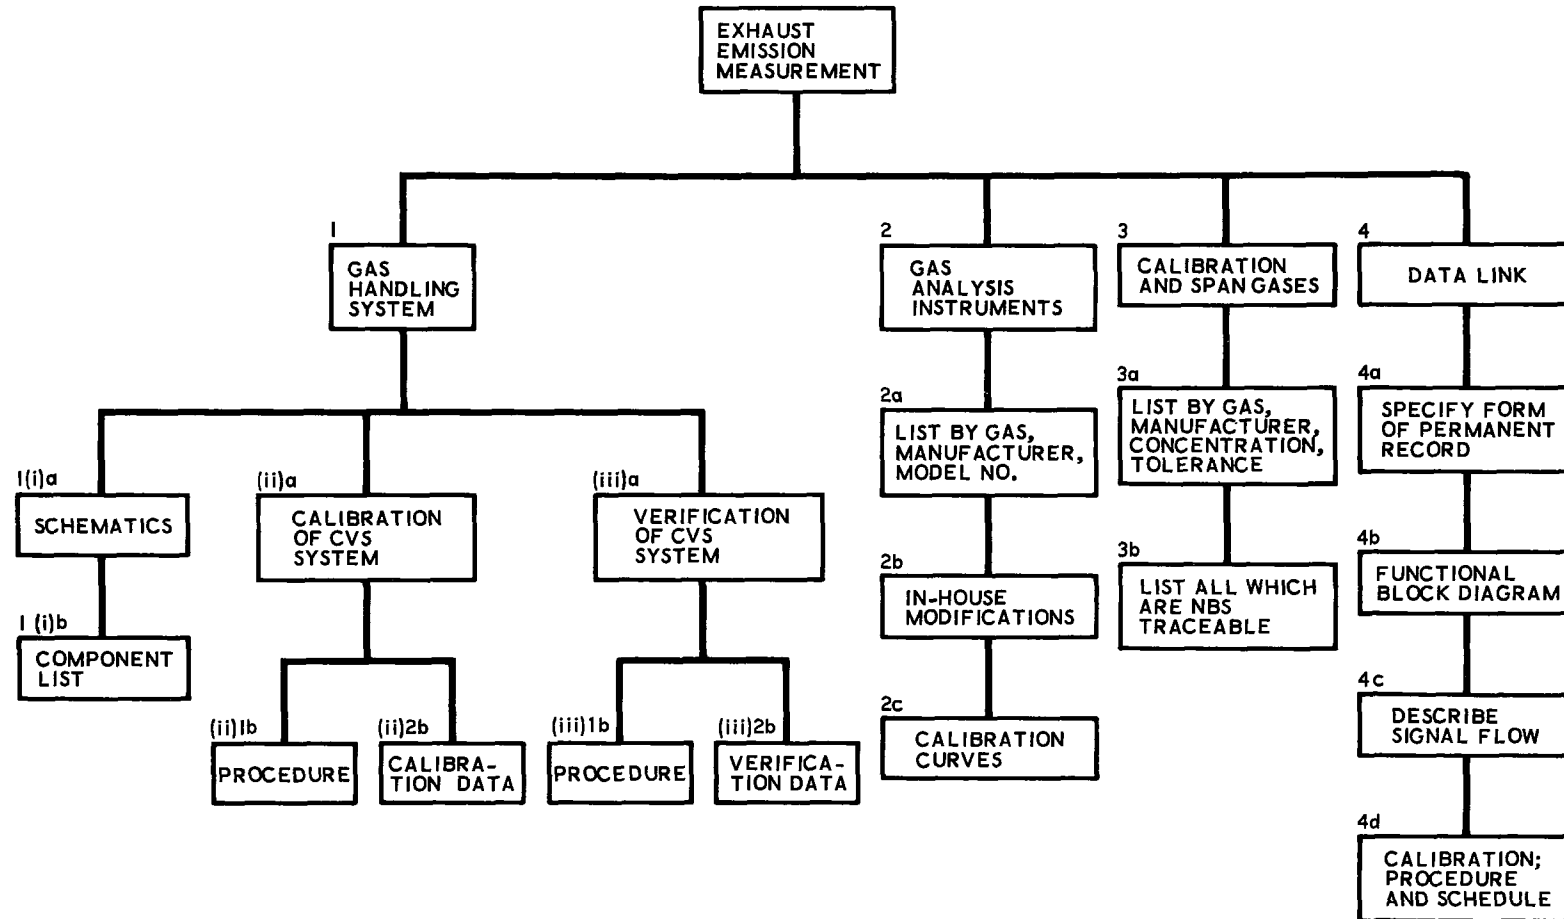 EXHAUST
EMISSION
MEASUREMENT
1
GAS
HANDLING
SYSTEM
2
GAS
ANALYSIS
INSTRUMENTS
3
CALIBRATION
AND SPAN GASES
4
DATA LINK
1(i)a
SCHEMATICS
1 (i)b
COMPONENT
LIST
(ii)a
CALIBRATION
OF CVS
SYSTEM
(ii)1b
PROCEDURE
(ii)2b
CALIBRA-
TION DATA
(iii)a
VERIFICATION
OF CVS
SYSTEM
(iii)1b
PROCEDURE
(iii)2b
VERIFICA-
TION DATA
2a
LIST BY GAS,
MANUFACTURER,
MODEL NO.
2b
IN-HOUSE
MODIFICATIONS
2c
CALIBRATION
CURVES
3a
LIST BY GAS,
MANUFACTURER,
CONCENTRATION,
TOLERANCE
3b
LIST ALL WHICH
ARE NBS
TRACEABLE
4a
SPECIFY FORM
OF PERMANENT
RECORD
4b
FUNCTIONAL
BLOCK DIAGRAM
4c
DESCRIBE
SIGNAL FLOW
4d
CALIBRATION;
PROCEDURE
AND SCHEDULE